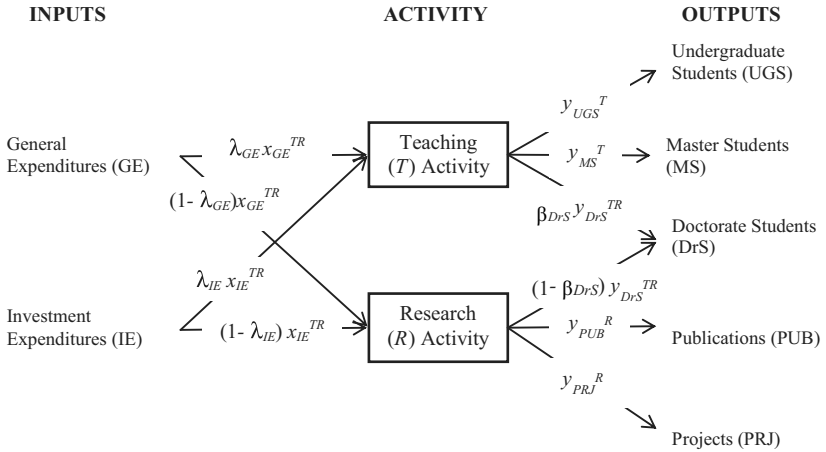 INPUTS ACTIVITY OUTPUTS
Undergraduate
Students (UGS)
y_UGS^T
General
Expenditures (GE)
λ_GE x_GE^TR
Teaching
(T) Activity
y_MS^T
Master Students
(MS)
(1- λ_GE)x_GE^TR
β_DrS y_DrS^TR
Doctorate Students
(DrS)
λ_IE x_IE^TR
(1- β_DrS) y_DrS^TR
Investment
Expenditures (IE)
(1- λ_IE) x_IE^TR
Research
(R) Activity
y_PUB^R
Publications (PUB)
y_PRJ^R
Projects (PRJ)